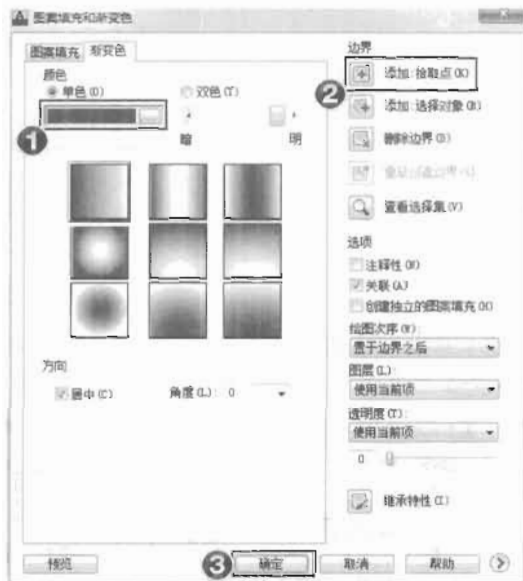 图案填充和渐变色
图案填充 渐变色
颜色
单色(O) 双色(T)
1
暗 明
方向
居中(C) 角度(L): 0
预览
边界
2
添加:拾取点(K)
添加:选择对象(B)
删除边界(D)
查看选择集(V)
选项
注释性(N)
关联(A)
创建独立的图案填充(H)
绘图次序(W):
置于边界之后
图层(L):
使用当前项
透明度(T):
使用当前项
0
继承特性(I)
3 确定 取消 帮助